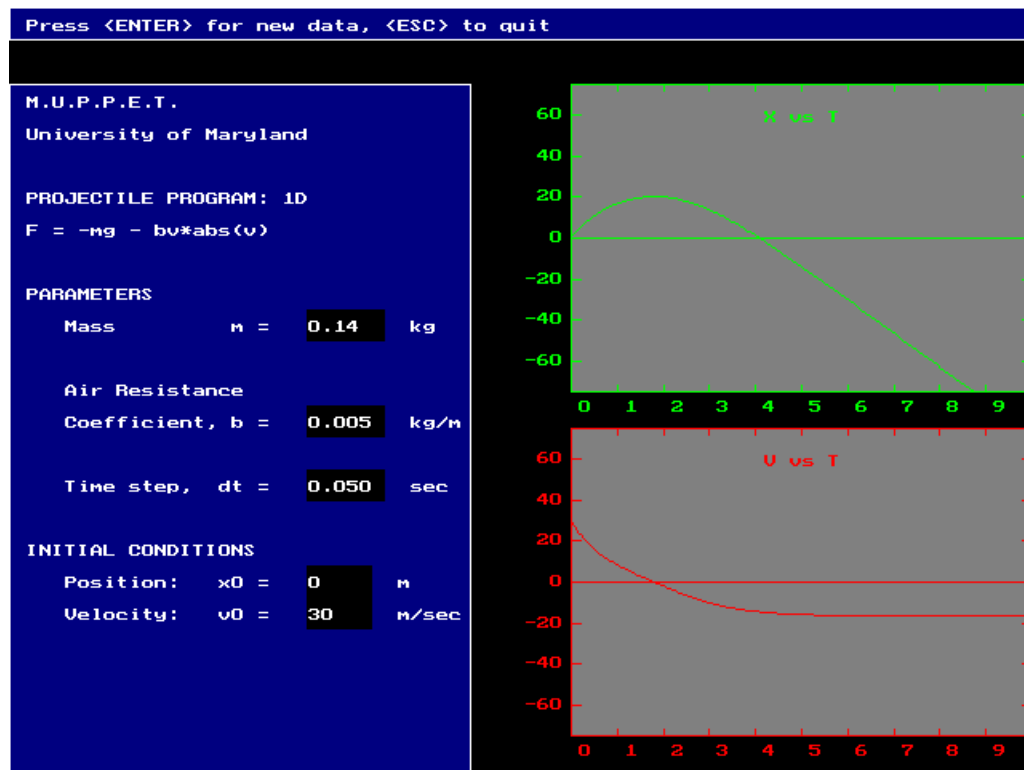 Press <ENTER> for new data, <ESC> to quit
M.U.P.P.E.T.
University of Maryland
PROJECTILE PROGRAM: 1D
F = -mg - bv*abs(v)
PARAMETERS
Mass m = 0.14 kg
Air Resistance
Coefficient, b = 0.005 kg/m
Time step, dt = 0.050 sec
INITIAL CONDITIONS
Position: x0 = 0 m
Velocity: v0 = 30 m/sec
X vs T
60
40
20
0
-20
-40
-60
0 1 2 3 4 5 6 7 8 9
V vs T
60
40
20
0
-20
-40
-60
0 1 2 3 4 5 6 7 8 9